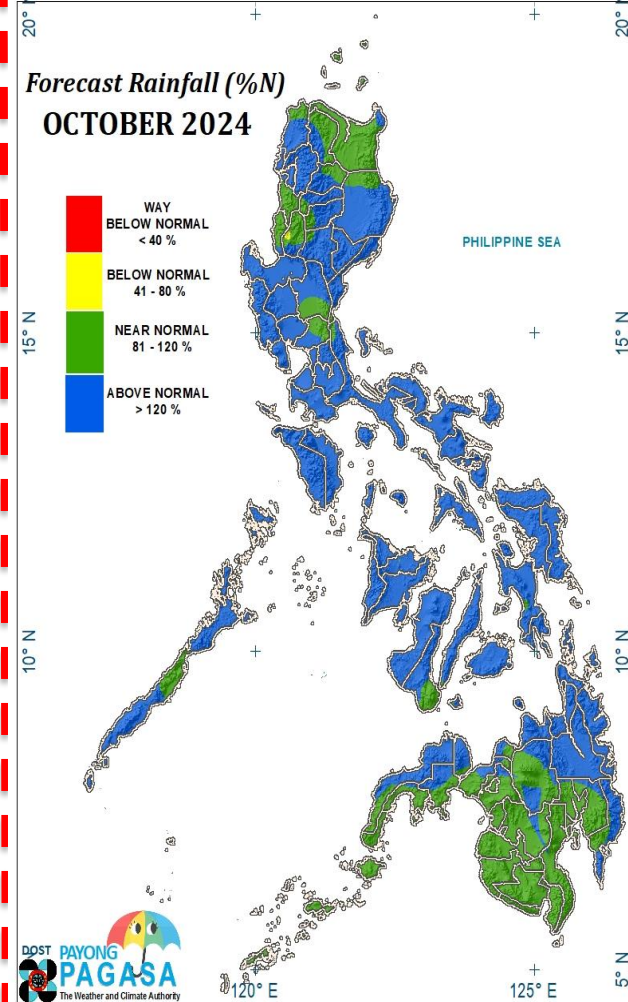 20° N
20° N
Forecast Rainfall (%N)
OCTOBER 2024
WAY
BELOW NORMAL
< 40 %
BELOW NORMAL
41 - 80 %
NEAR NORMAL
81 - 120 %
ABOVE NORMAL
> 120 %
PHILIPPINE SEA
15° N
15° N
10° N
10° N
DOST
PAYONG
PAGASA
The Weather and Climate Authority
120° E
125° E
5° N